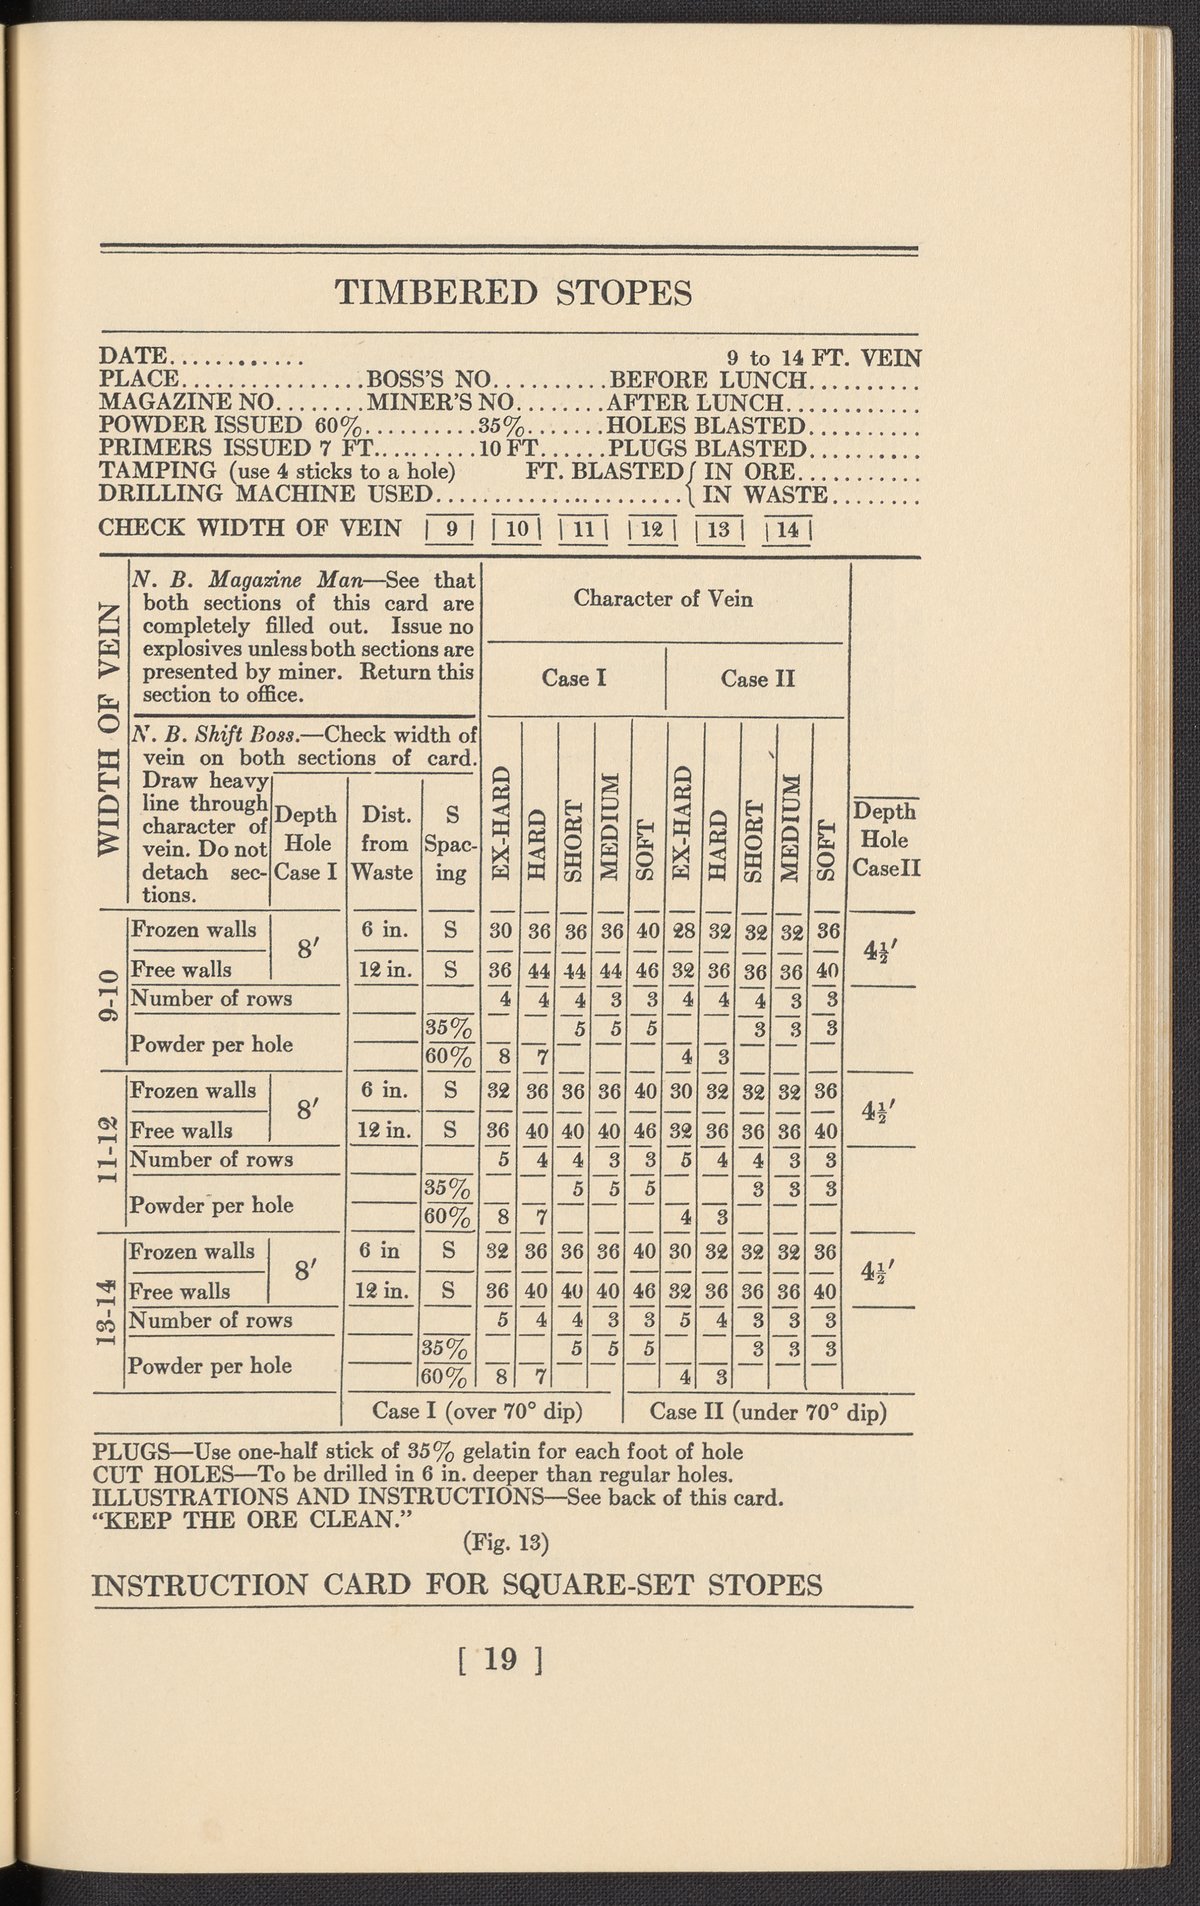 TIMBERED STOPES
DATE............ 9 to 14 FT. VEIN
PLACE................BOSS'S NO..........BEFORE LUNCH..........
MAGAZINE NO........MINER'S NO........AFTER LUNCH............
POWDER ISSUED 60%..........35%.......HOLES BLASTED..........
PRIMERS ISSUED 7 FT..........10 FT......PLUGS BLASTED..........
TAMPING (use 4 sticks to a hole) FT. BLASTED { IN ORE...........
DRILLING MACHINE USED......................{ IN WASTE........
CHECK WIDTH OF VEIN | 9 | | 10 | | 11 | | 12 | | 13 | | 14 |
WIDTH OF VEIN
N. B. Magazine Man—See that
both sections of this card are
completely filled out. Issue no
explosives unless both sections are
presented by miner. Return this
section to office.
N. B. Shift Boss.—Check width of
vein on both sections of card.
Draw heavy
line through
character of
vein. Do not
detach sec-
tions.
Depth
Hole
Case I
Dist.
from
Waste
S
Spac-
ing
Character of Vein
Case I Case II
EX-HARD HARD SHORT MEDIUM SOFT EX-HARD HARD SHORT MEDIUM SOFT
Depth
Hole
Case II
9-10
Frozen walls 8′ 6 in. S 30 36 36 36 40 28 32 32 32 36 4½′
Free walls 12 in. S 36 44 44 44 46 32 36 36 36 40
Number of rows 4 4 4 3 3 4 4 4 3 3
Powder per hole 35% 5 5 5 3 3 3
60% 8 7 4 3
11-12
Frozen walls 8′ 6 in. S 32 36 36 36 40 30 32 32 32 36 4½′
Free walls 12 in. S 36 40 40 40 46 32 36 36 36 40
Number of rows 5 4 4 3 3 5 4 4 3 3
Powder per hole 35% 5 5 5 3 3 3
60% 8 7 4 3
13-14
Frozen walls 8′ 6 in S 32 36 36 36 40 30 32 32 32 36 4½′
Free walls 12 in. S 36 40 40 40 46 32 36 36 36 40
Number of rows 5 4 4 3 3 5 4 3 3 3
Powder per hole 35% 5 5 5 3 3 3
60% 8 7 4 3
Case I (over 70° dip) Case II (under 70° dip)
PLUGS—Use one-half stick of 35% gelatin for each foot of hole
CUT HOLES—To be drilled in 6 in. deeper than regular holes.
ILLUSTRATIONS AND INSTRUCTIONS—See back of this card.
“KEEP THE ORE CLEAN.”
(Fig. 13)
INSTRUCTION CARD FOR SQUARE-SET STOPES
[ 19 ]